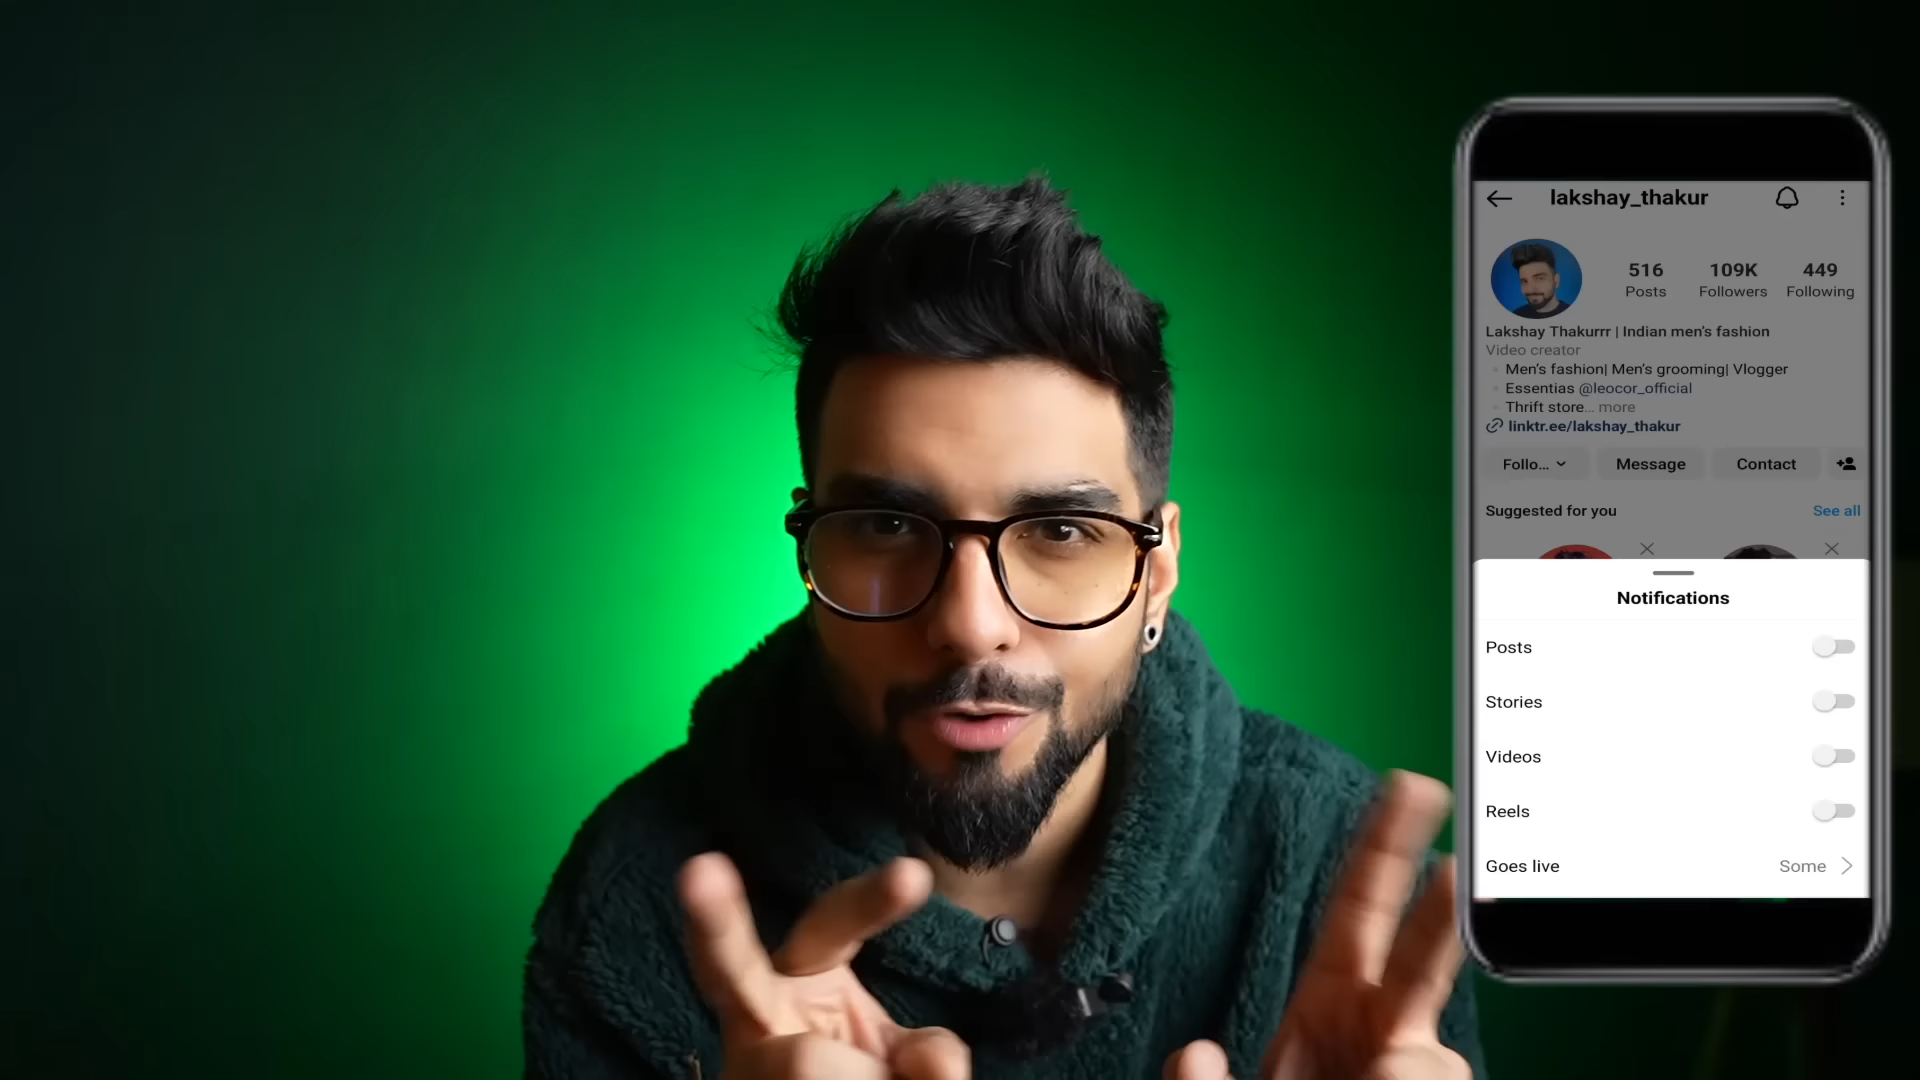 lakshay_thakur
516 109K 449
Posts Followers Following
Lakshay Thakurrr | Indian men's fashion
Video creator
Men's fashion| Men's grooming| Vlogger
Essentias @leocor_official
Thrift store... more
linktr.ee/lakshay_thakur
Follo... Message Contact
Suggested for you See all
Notifications
Posts
Stories
Videos
Reels
Goes live Some